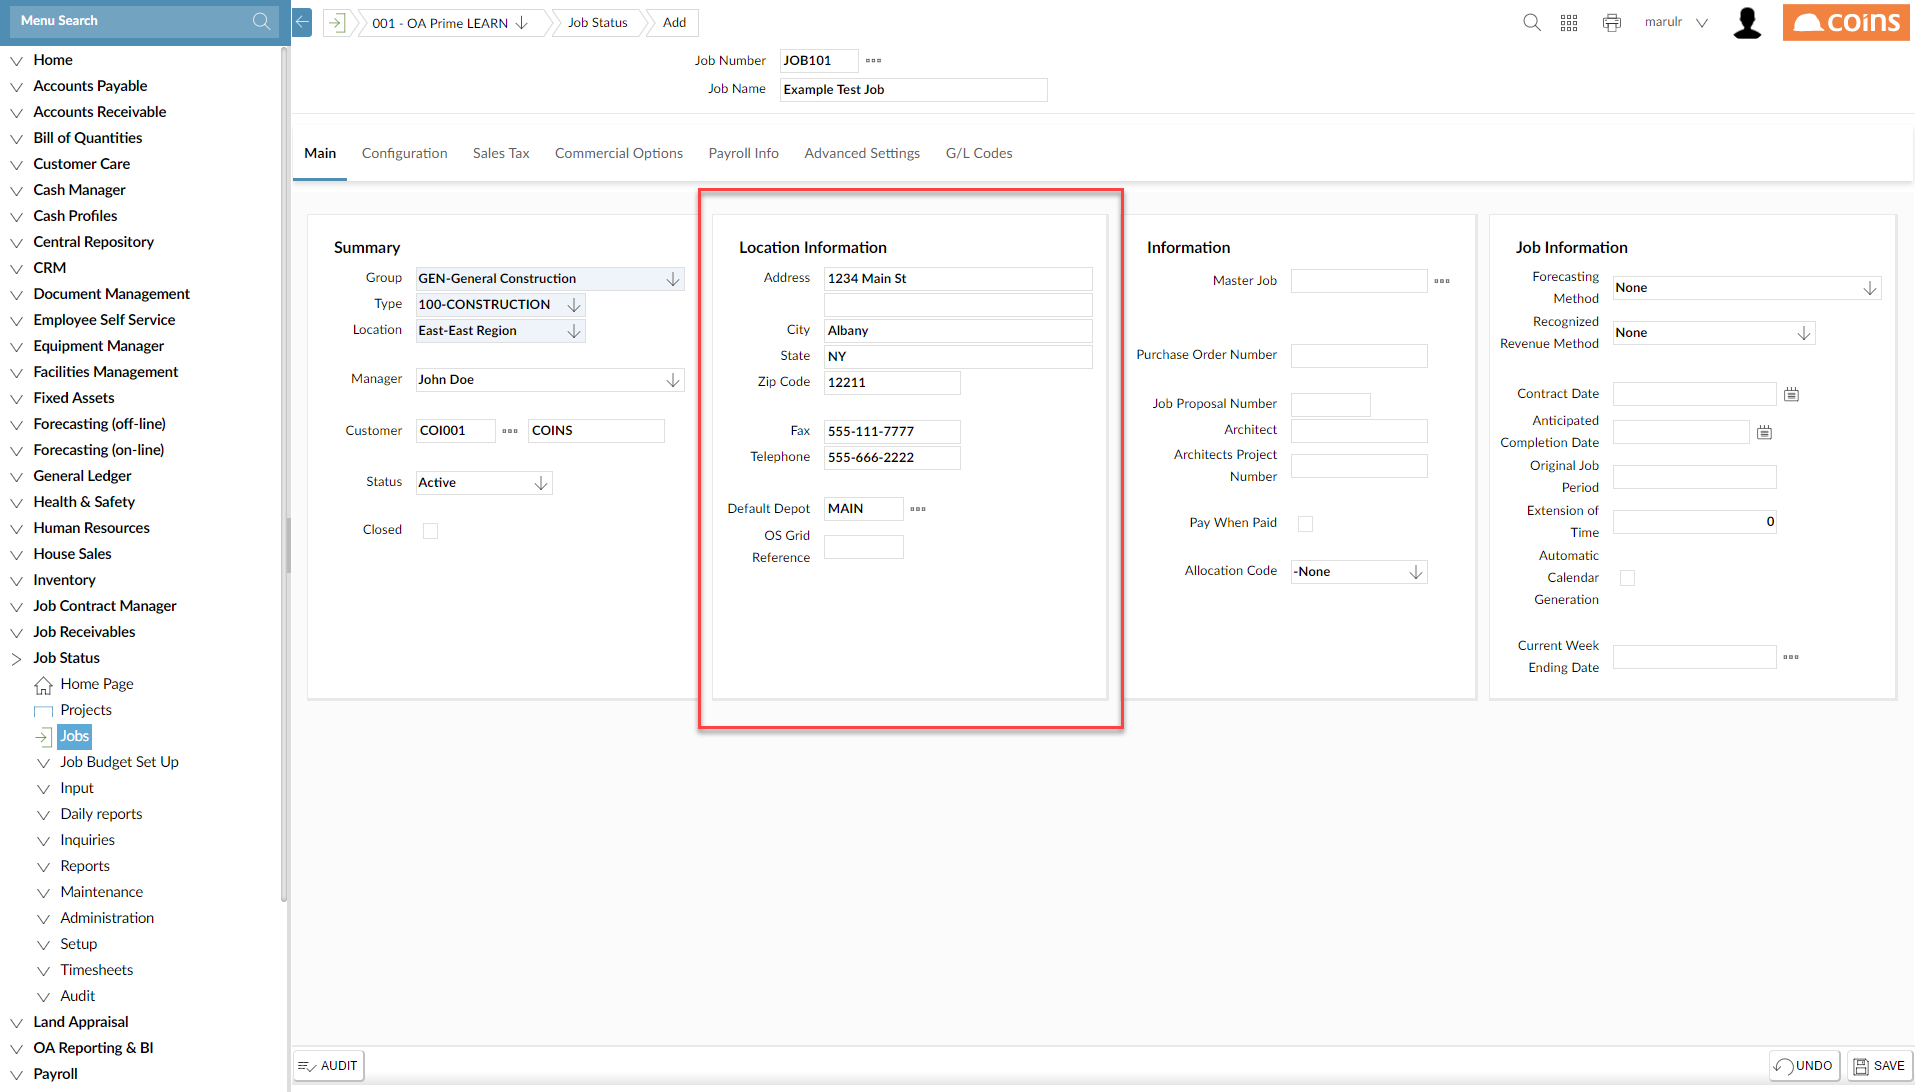 Menu Search
Home
Accounts Payable
Accounts Receivable
Bill of Quantities
Customer Care
Cash Manager
Cash Profiles
Central Repository
CRM
Document Management
Employee Self Service
Equipment Manager
Facilities Management
Fixed Assets
Forecasting (off-line)
Forecasting (on-line)
General Ledger
Health & Safety
Human Resources
House Sales
Inventory
Job Contract Manager
Job Receivables
Job Status
Home Page
Projects
Jobs
Job Budget Set Up
Input
Daily reports
Inquiries
Reports
Maintenance
Administration
Setup
Timesheets
Audit
Land Appraisal
OA Reporting & BI
Payroll
001 - OA Prime LEARN
Job Status
Add
marulr
coins
Job Number JOB101
Job Name Example Test Job
Main Configuration Sales Tax Commercial Options Payroll Info Advanced Settings G/L Codes
Summary
Group GEN-General Construction
Type 100-CONSTRUCTION
Location East-East Region
Manager John Doe
Customer COI001 COINS
Status Active
Closed
Location Information
Address 1234 Main St
City Albany
State NY
Zip Code 12211
Fax 555-111-7777
Telephone 555-666-2222
Default Depot MAIN
OS Grid
Reference
Information
Master Job
Purchase Order Number
Job Proposal Number
Architect
Architects Project
Number
Pay When Paid
Allocation Code -None
Job Information
Forecasting
Method
None
Recognized
Revenue Method
None
Contract Date
Anticipated
Completion Date
Original Job
Period
Extension of
Time
0
Automatic
Calendar
Generation
Current Week
Ending Date
AUDIT
UNDO
SAVE